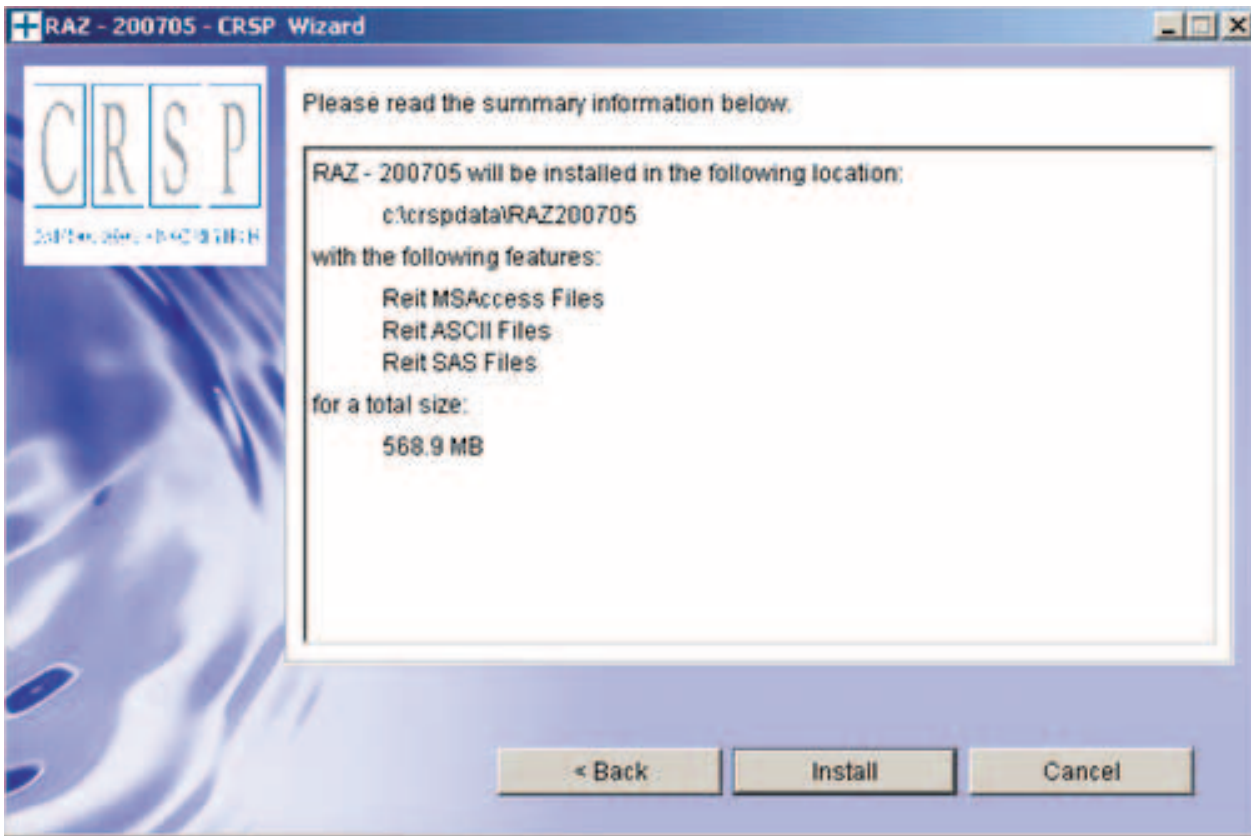 RAZ - 200705 - CRSP Wizard
CRSP
Please read the summary information below.
RAZ - 200705 will be installed in the following location:
c:\crspdata\RAZ200705
with the following features:
Reit MSAccess Files
Reit ASCII Files
Reit SAS Files
for a total size:
568.9 MB
< Back
Install
Cancel